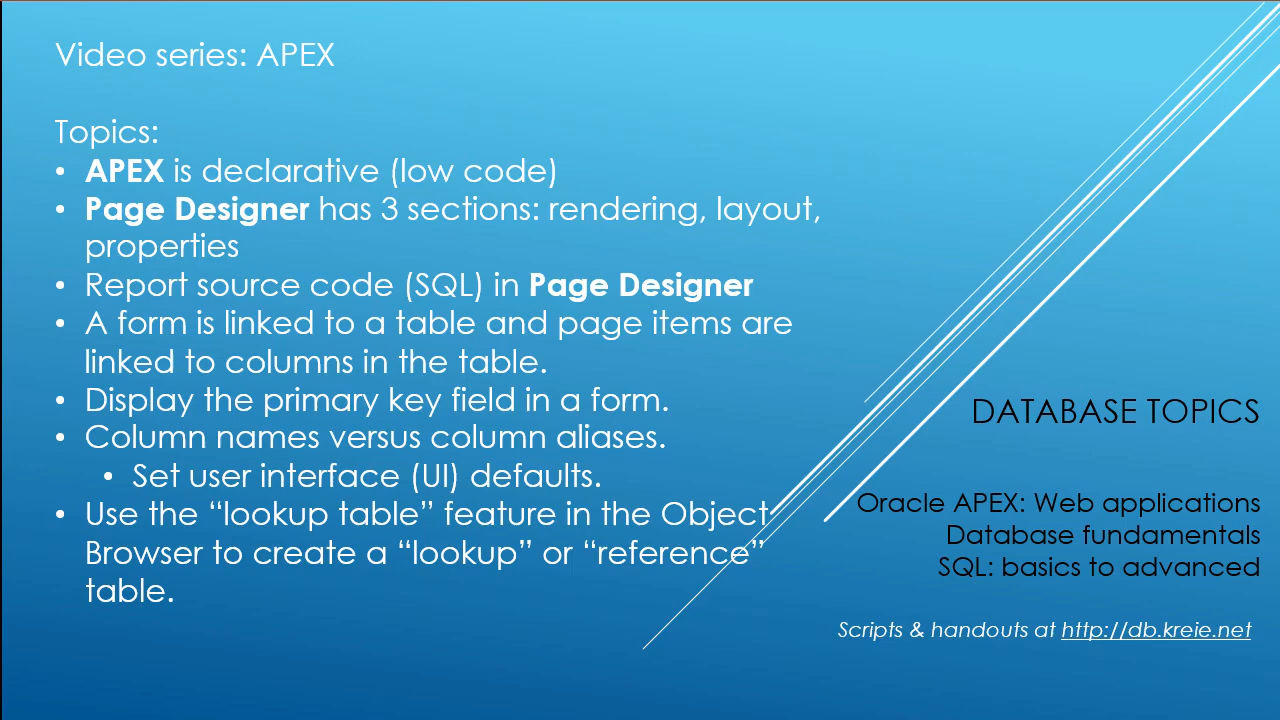 Video series: APEX
Topics:
• APEX is declarative (low code)
• Page Designer has 3 sections: rendering, layout,
properties
• Report source code (SQL) in Page Designer
• A form is linked to a table and page items are
linked to columns in the table.
• Display the primary key field in a form.
• Column names versus column aliases.
• Set user interface (UI) defaults.
• Use the “lookup table” feature in the Object
Browser to create a “lookup” or “reference”
table.
DATABASE TOPICS
Oracle APEX: Web applications
Database fundamentals
SQL: basics to advanced
Scripts & handouts at http://db.kreie.net